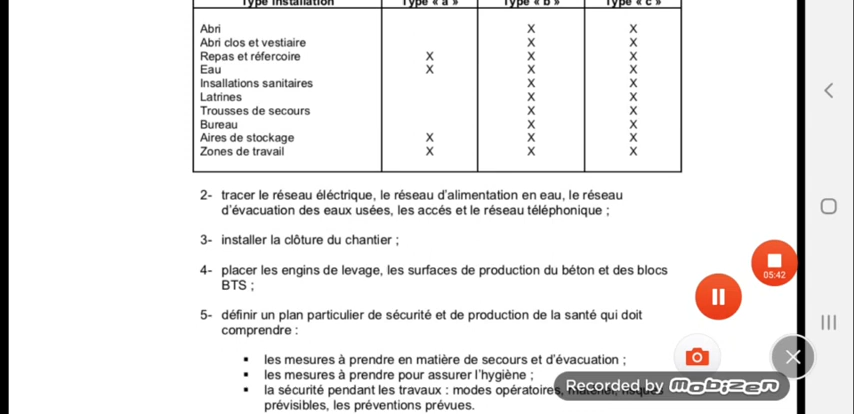 Type installation Type « a » Type « b » Type « c »
Abri X X
Abri clos et vestiaire X X
Repas et réfercoire X X X
Eau X X X
Insallations sanitaires X X
Latrines X X
Trousses de secours X X
Bureau X X
Aires de stockage X X X
Zones de travail X X X
2- tracer le réseau éléctrique, le réseau d'alimentation en eau, le réseau
d'évacuation des eaux usées, les accés et le réseau téléphonique ;
3- installer la clôture du chantier ;
4- placer les engins de levage, les surfaces de production du béton et des blocs
BTS ;
05:42
5- définir un plan particulier de sécurité et de production de la santé qui doit
comprendre :
▪ les mesures à prendre en matière de secours et d'évacuation ;
▪ les mesures à prendre pour assurer l'hygiène ;
▪ la sécurité pendant les travaux : modes opératoires,
prévisibles, les préventions prévues.
Recorded by mobizen